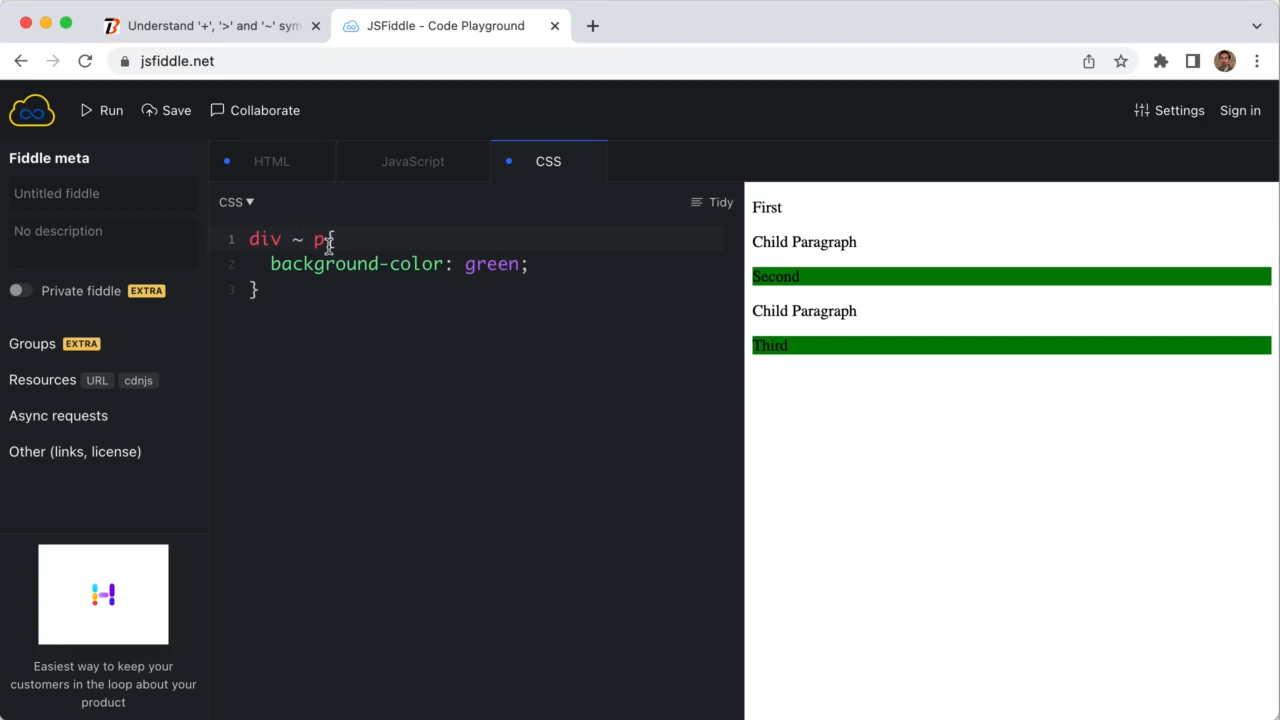 Understand '+', '>' and '~' sym
JSFiddle - Code Playground
jsfiddle.net
Run
Save
Collaborate
Settings
Sign in
Fiddle meta
Untitled fiddle
No description
Private fiddle EXTRA
Groups EXTRA
Resources URL cdnjs
Async requests
Other (links, license)
Easiest way to keep your
customers in the loop about your
product
HTML
JavaScript
CSS
CSS▼
Tidy
1 div ~ p{
2 background-color: green;
3 }
First
Child Paragraph
Second
Child Paragraph
Third